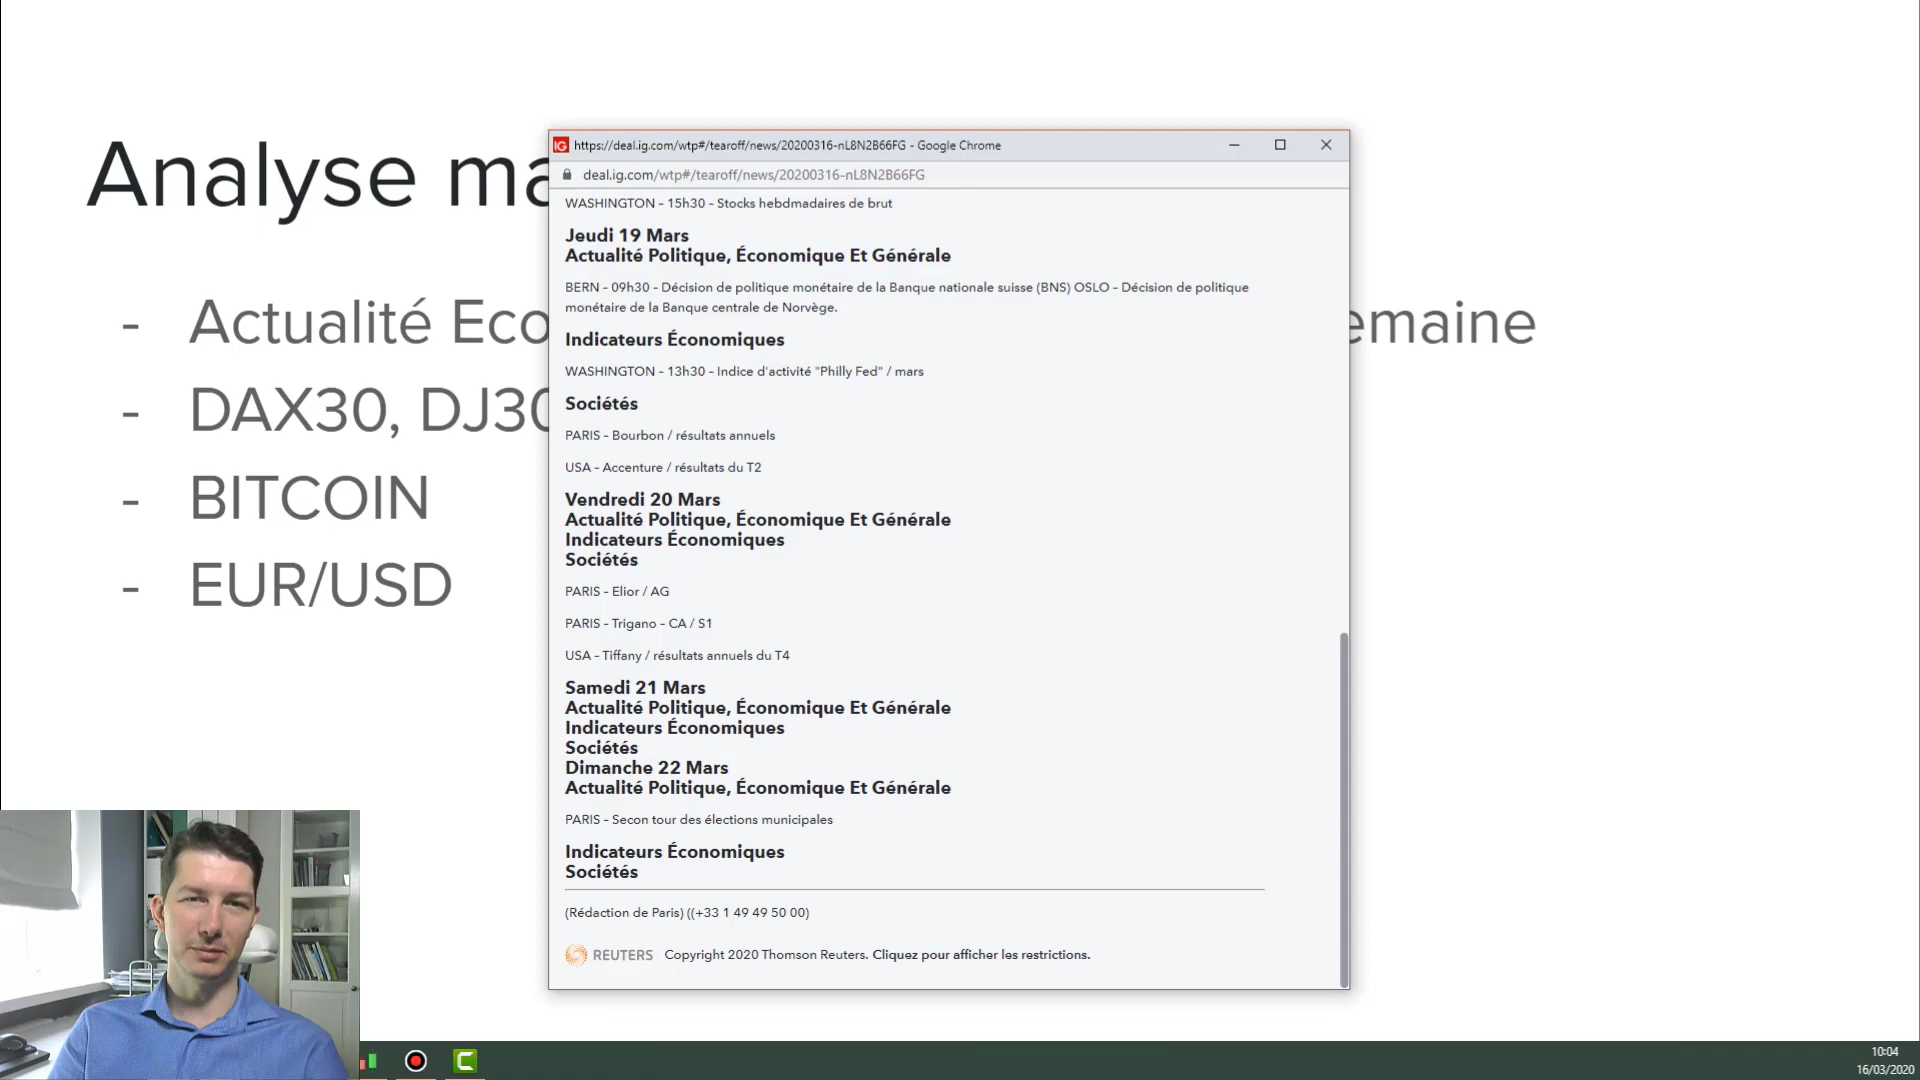 Analyse ma
- Actualité Eco emaine
- DAX30, DJ30
- BITCOIN
- EUR/USD
https://deal.ig.com/wtp#/tearoff/news/20200316-nL8N2B66FG - Google Chrome
deal.ig.com/wtp#/tearoff/news/20200316-nL8N2B66FG
WASHINGTON - 15h30 - Stocks hebdmadaires de brut
Jeudi 19 Mars
Actualité Politique, Économique Et Générale
BERN - 09h30 - Décision de politique monétaire de la Banque nationale suisse (BNS) OSLO - Décision de politique
monétaire de la Banque centrale de Norvège.
Indicateurs Économiques
WASHINGTON - 13h30 - Indice d'activité "Philly Fed" / mars
Sociétés
PARIS - Bourbon / résultats annuels
USA - Accenture / résultats du T2
Vendredi 20 Mars
Actualité Politique, Économique Et Générale
Indicateurs Économiques
Sociétés
PARIS - Elior / AG
PARIS - Trigano - CA / S1
USA - Tiffany / résultats annuels du T4
Samedi 21 Mars
Actualité Politique, Économique Et Générale
Indicateurs Économiques
Sociétés
Dimanche 22 Mars
Actualité Politique, Économique Et Générale
PARIS - Secon tour des élections municipales
Indicateurs Économiques
Sociétés
(Rédaction de Paris) ((+33 1 49 49 50 00)
REUTERS Copyright 2020 Thomson Reuters. Cliquez pour afficher les restrictions.
10:04
16/03/2020